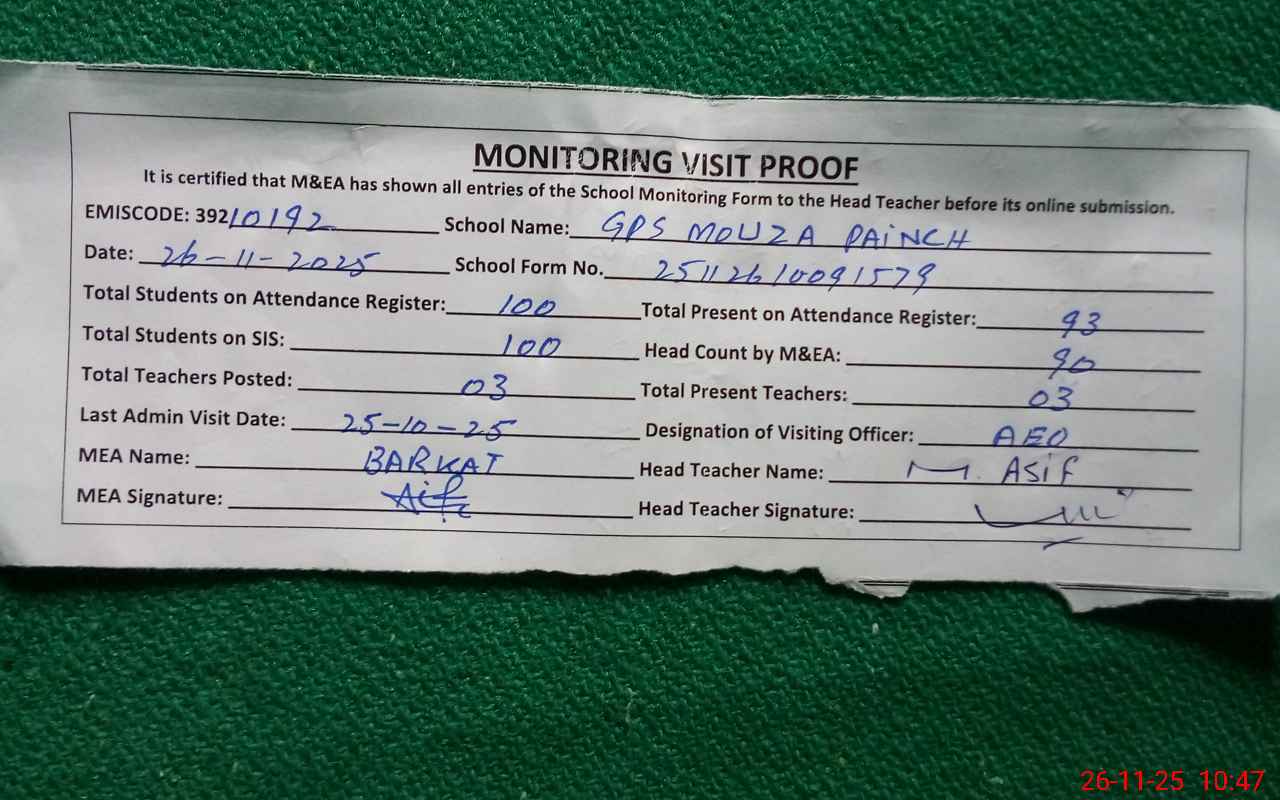 MONITORING VISIT PROOF
It is certified that M&EA has shown all entries of the School Monitoring Form to the Head Teacher before its online submission.
EMISCODE: 39210192 School Name: GPS MOUZA PAINCH
Date: 26-11-2025 School Form No. 25112610091579
Total Students on Attendance Register: 100 Total Present on Attendance Register: 93
Total Students on SIS: 100 Head Count by M&EA: 90
Total Teachers Posted: 03 Total Present Teachers: 03
Last Admin Visit Date: 25-10-25 Designation of Visiting Officer: AEO
MEA Name: BARKAT Head Teacher Name: M. ASIF
MEA Signature: Head Teacher Signature:
26-11-25 10:47